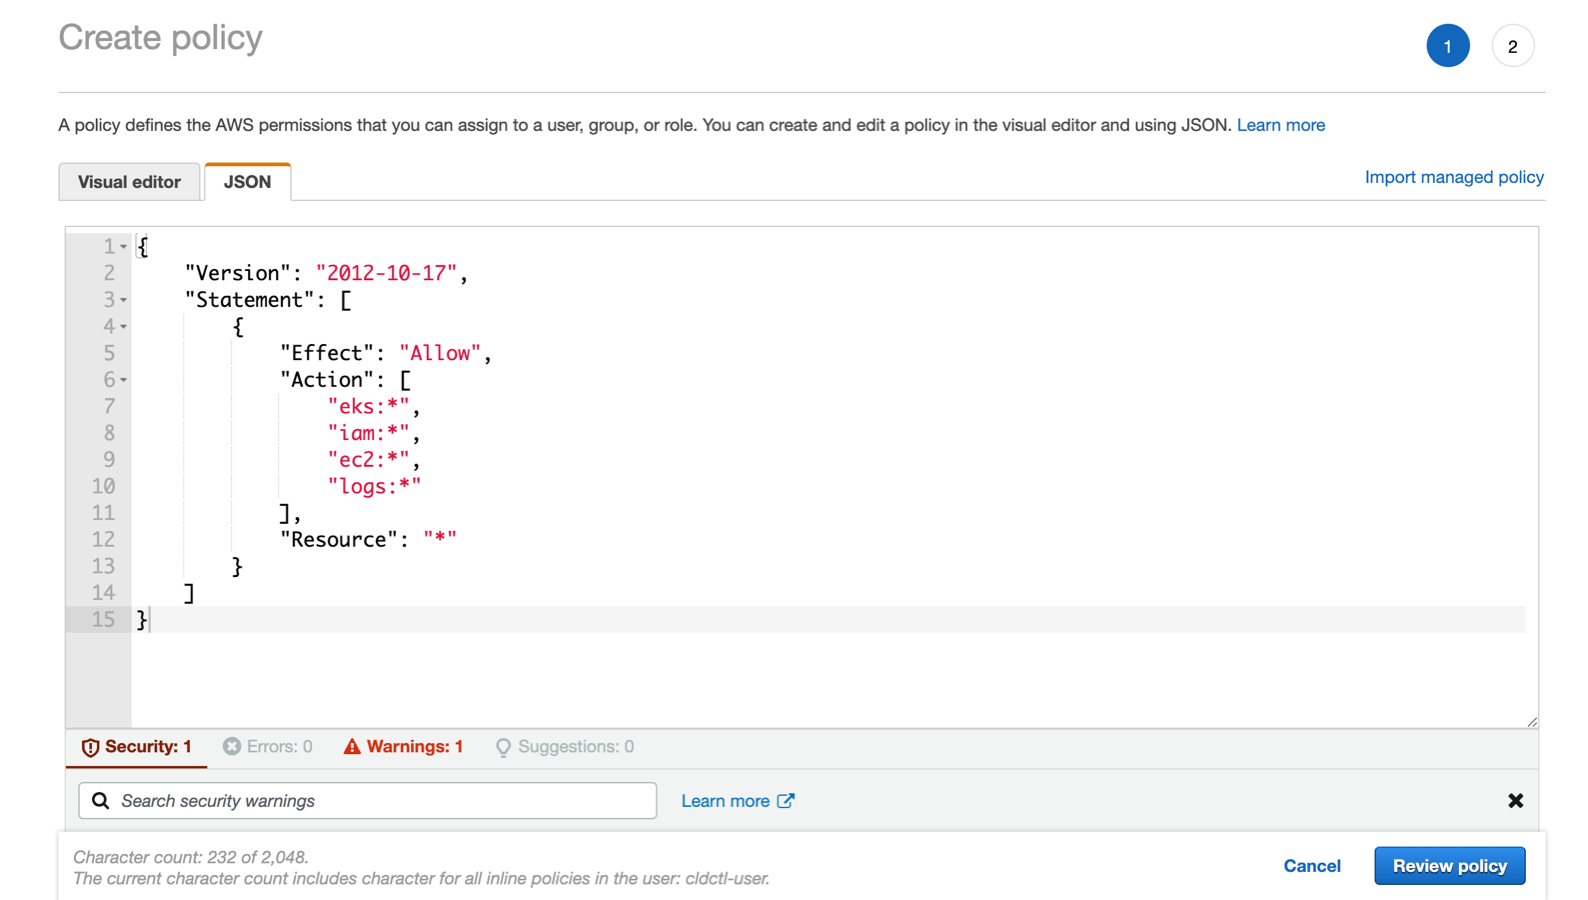 Create policy
1
2
A policy defines the AWS permissions that you can assign to a user, group, or role. You can create and edit a policy in the visual editor and using JSON. Learn more
Visual editor
JSON
Import managed policy
1 {
2     "Version": "2012-10-17",
3     "Statement": [
4         {
5             "Effect": "Allow",
6             "Action": [
7                 "eks:*",
8                 "iam:*",
9                 "ec2:*",
10                 "logs:*"
11             ],
12             "Resource": "*"
13         }
14     ]
15 }
Security: 1 Errors: 0 Warnings: 1 Suggestions: 0
Search security warnings Learn more
Character count: 232 of 2,048.
The current character count includes character for all inline policies in the user: cldctl-user.
Cancel
Review policy